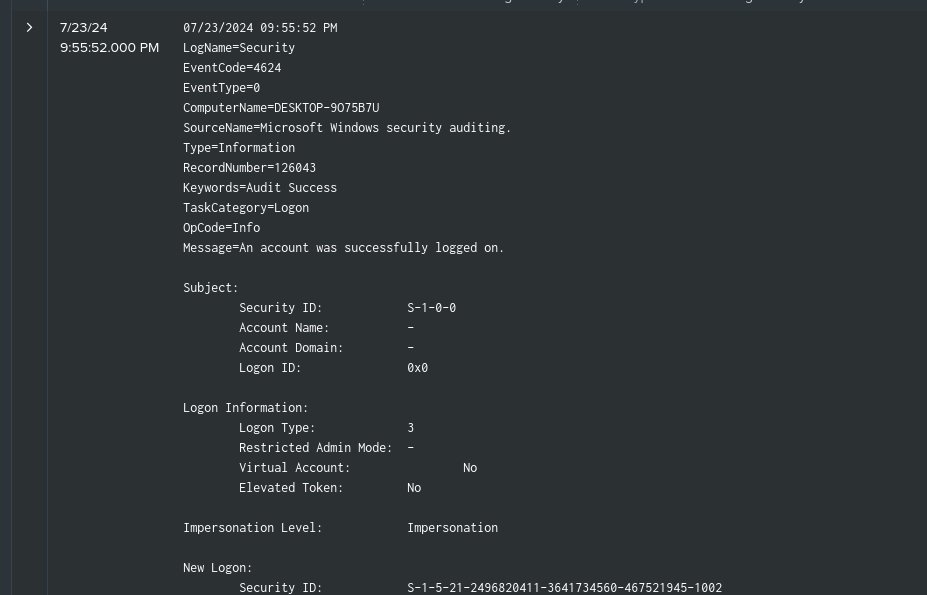 7/23/24
9:55:52.000 PM
07/23/2024 09:55:52 PM
LogName=Security
EventCode=4624
EventType=0
ComputerName=DESKTOP-9O75B7U
SourceName=Microsoft Windows security auditing.
Type=Information
RecordNumber=126043
Keywords=Audit Success
TaskCategory=Logon
OpCode=Info
Message=An account was successfully logged on.
Subject:
Security ID: S-1-0-0
Account Name: -
Account Domain: -
Logon ID: 0x0
Logon Information:
Logon Type: 3
Restricted Admin Mode: -
Virtual Account: No
Elevated Token: No
Impersonation Level: Impersonation
New Logon:
Security ID: S-1-5-21-2496820411-3641734560-467521945-1002